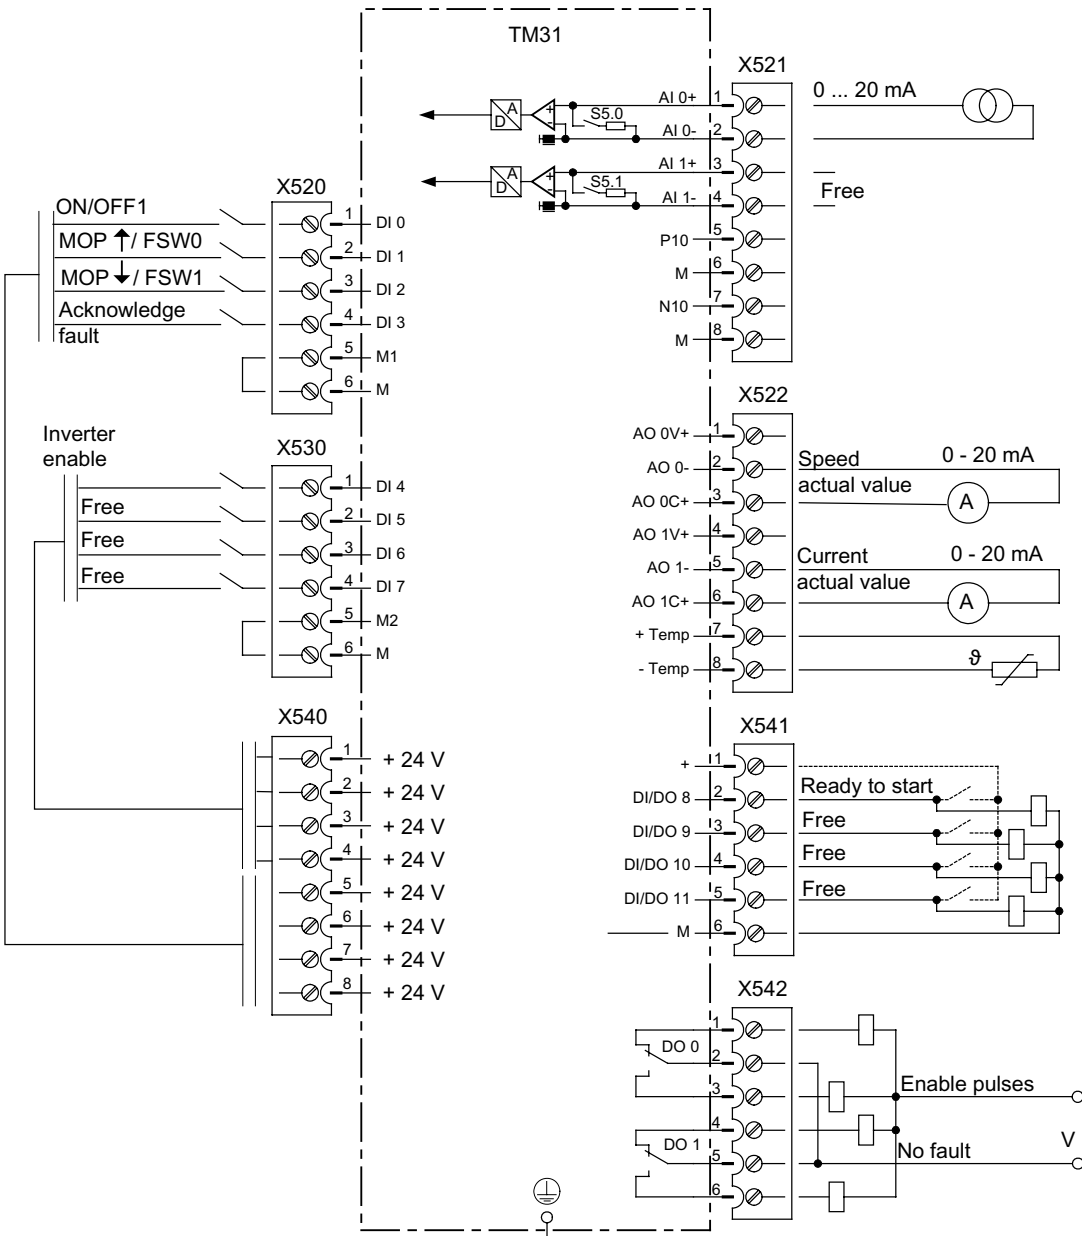 TM31
X520
ON/OFF1
1 DI 0
MOP ↑ / FSW0
2 DI 1
MOP ↓ / FSW1
3 DI 2
Acknowledge
fault
4 DI 3
5 M1
6 M
Inverter
enable
X530
1 DI 4
Free
2 DI 5
Free
3 DI 6
Free
4 DI 7
5 M2
6 M
X540
1 + 24 V
2 + 24 V
3 + 24 V
4 + 24 V
5 + 24 V
6 + 24 V
7 + 24 V
8 + 24 V
X521
A
D
+
-
S5.0
AI 0+ 1
0 ... 20 mA
AI 0- 2
A
D
+
-
S5.1
AI 1+ 3
Free
AI 1- 4
P10 5
M 6
N10 7
M 8
X522
AO 0V+ 1
AO 0- 2
Speed
actual value
0 - 20 mA
A
AO 0C+ 3
AO 1V+ 4
AO 1- 5
Current
actual value
0 - 20 mA
A
AO 1C+ 6
+ Temp 7
- Temp 8
ϑ
X541
+ 1
DI/DO 8 2
Ready to start
DI/DO 9 3
Free
DI/DO 10 4
Free
DI/DO 11 5
Free
M 6
X542
1
DO 0
2
3
Enable pulses
4
DO 1
5
No fault
V
6